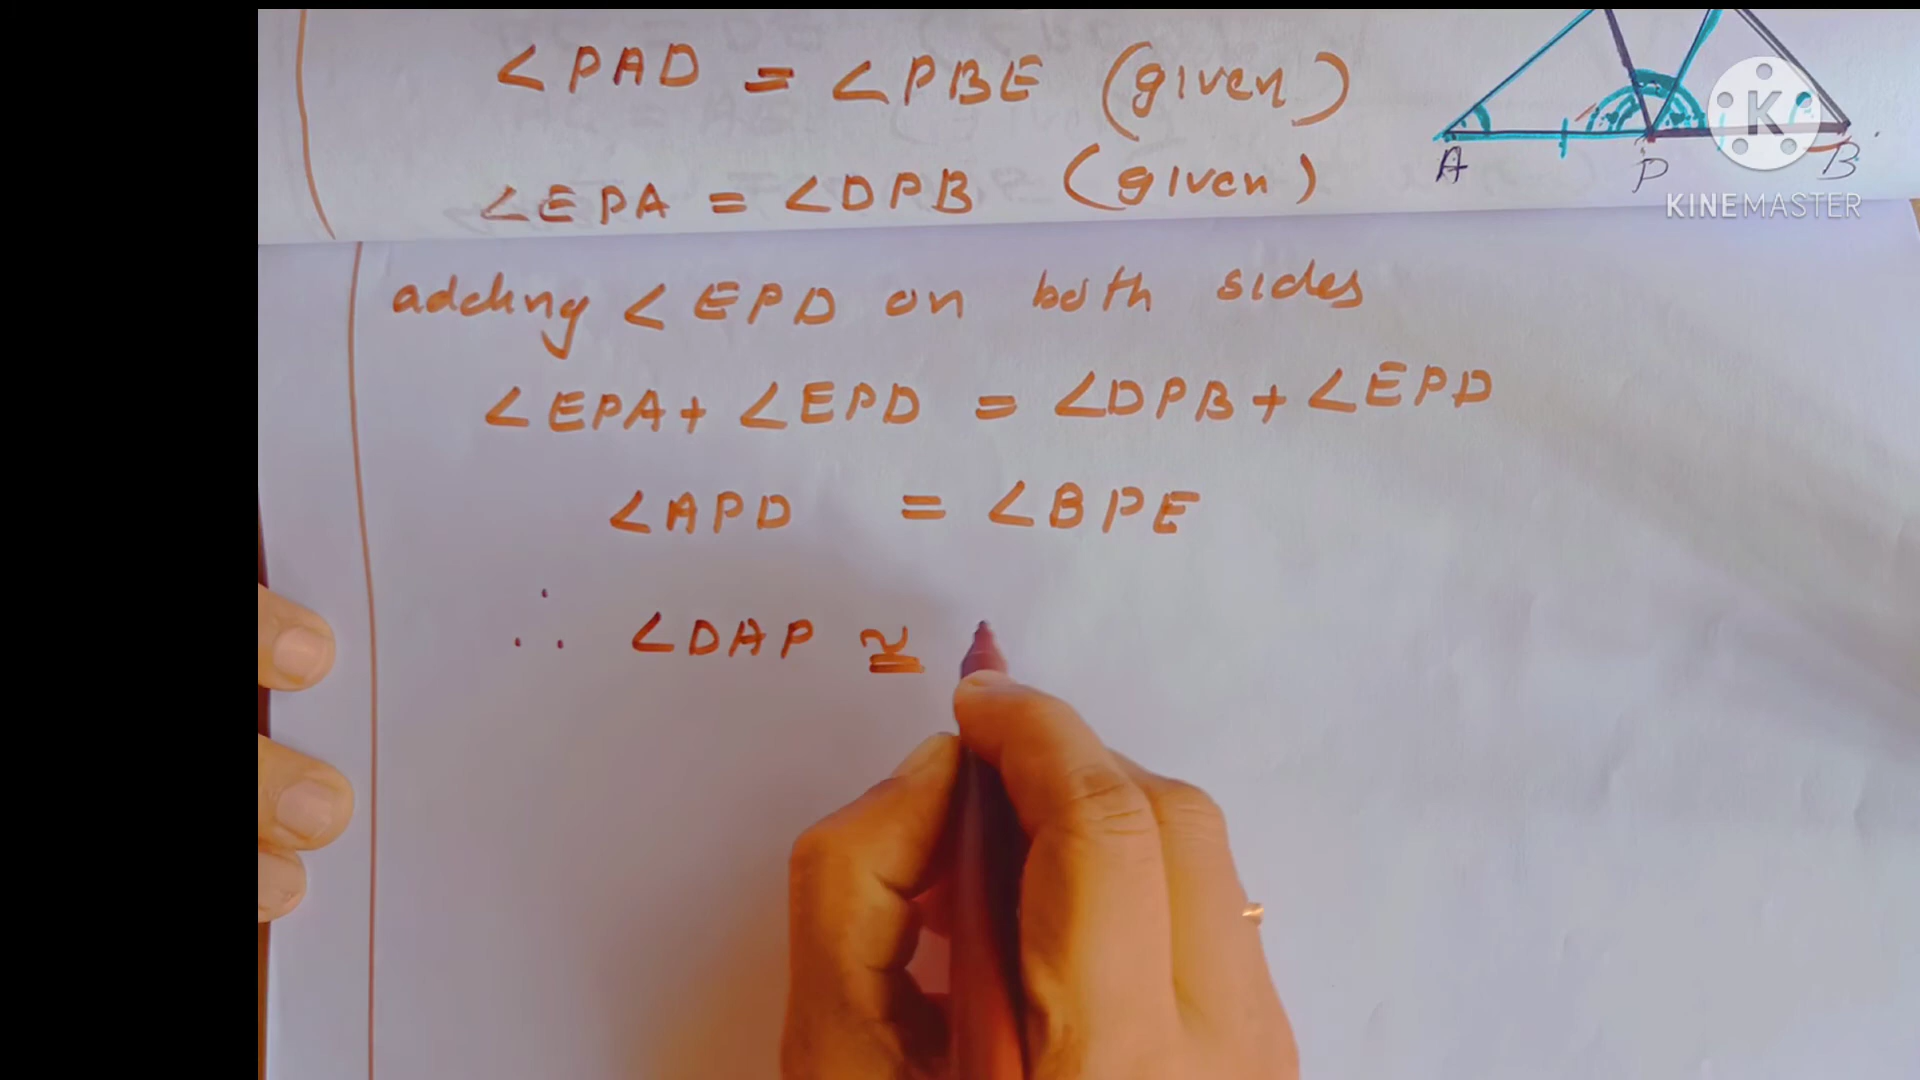 ∠PAD = ∠PBE (given)
∠EPA = ∠DPB (given)
A P B
K
KINEMASTER
adding ∠EPD on both sides
∠EPA + ∠EPD = ∠DPB + ∠EPD
∠APD = ∠BPE
∴ ∠DAP ≅